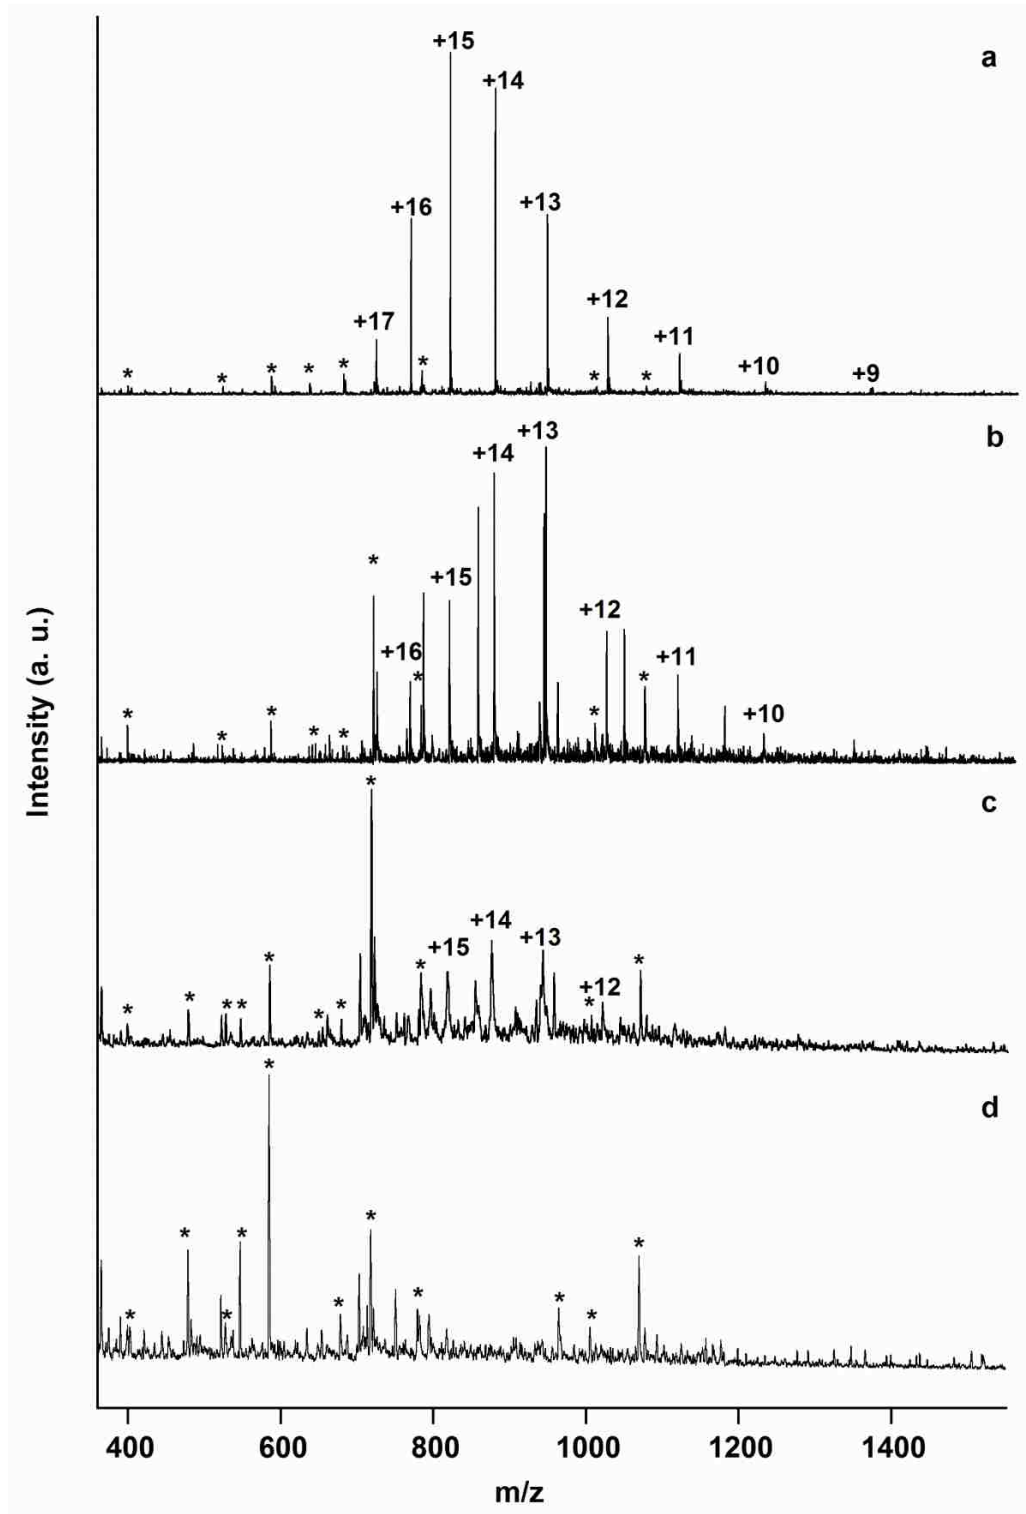 +15
a
+14
+16
+13
+12
+17
+11
+10
+9
* * * * * * * *
+13
b
+14
*
+15
+12
+16
+11
*
*
+10
* * * * * *
*
c
+14
+15
+13
*
*
*
+12
* * * * * * *
*
d
*
* *
*
*
* * * * *
Intensity (a. u.)
400 600 800 1000 1200 1400
m/z